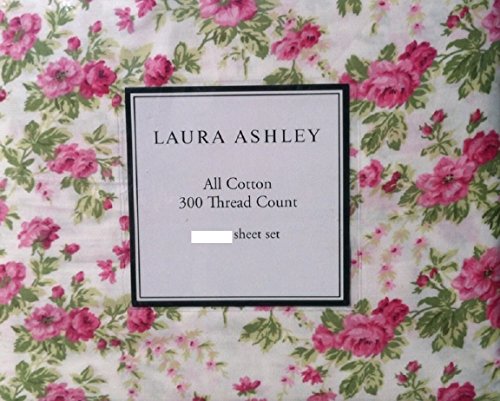 LAURA ASHLEY
All Cotton
300 Thread Count
sheet set